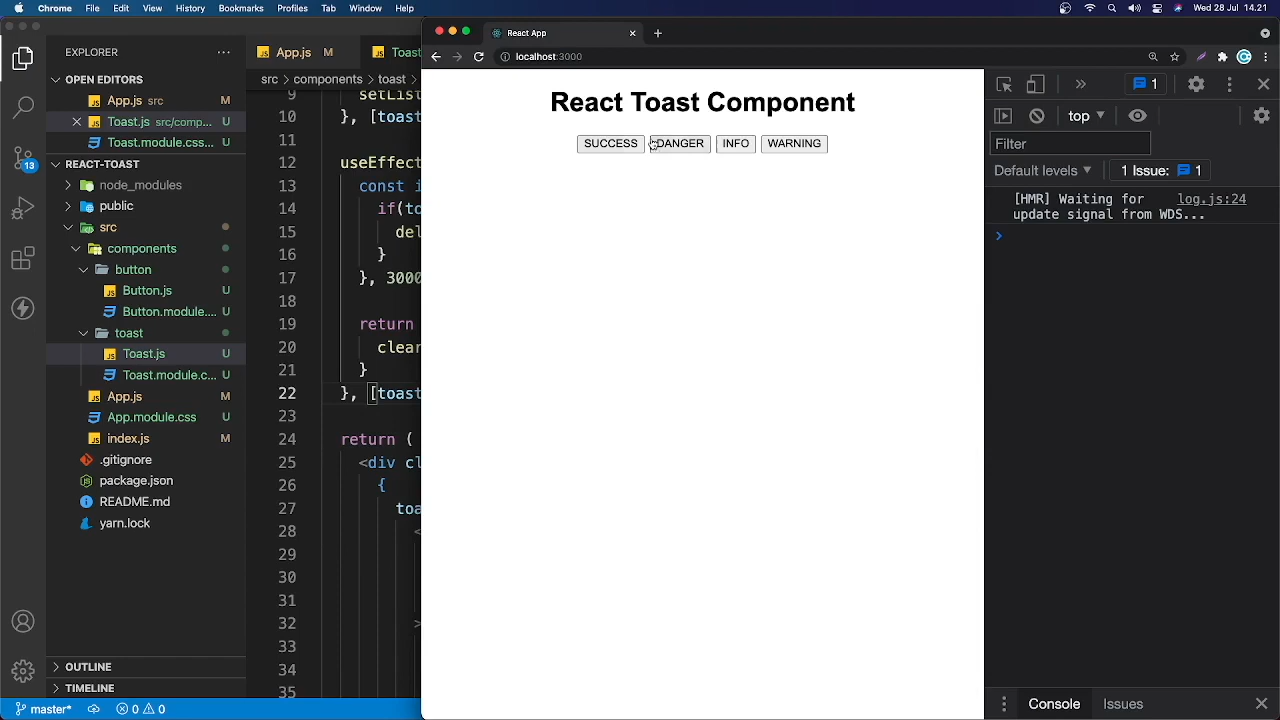 Chrome File Edit View History Bookmarks Profiles Tab Window Help Wed 28 Jul 14.21
EXPLORER
OPEN EDITORS
App.js src M
Toast.js src/comp... U
Toast.module.css U
REACT-TOAST
node_modules
public
src
components
button
Button.js U
Button.module.... U
toast
Toast.js U
Toast.module.c... U
App.js M
App.module.css U
index.js M
.gitignore
package.json
README.md
yarn.lock
OUTLINE
TIMELINE
13
master* 0 0
App.js M Toast.js
src > components > toast
9 setLis
10 }, [toast
11
12 useEffect
13 const i
14 if(to
15 del
16 }
17 }, 3000
18
19 return
20 clear
21 }
22 }, [toast
23
24 return (
25 <div cl
26 {
27 toa
28 <
29
30
31
32 >
33
34
35
React App
localhost:3000
React Toast Component
SUCCESS DANGER INFO WARNING
1
top
Filter
Default levels 1 Issue: 1
[HMR] Waiting for log.js:24
update signal from WDS...
Console Issues